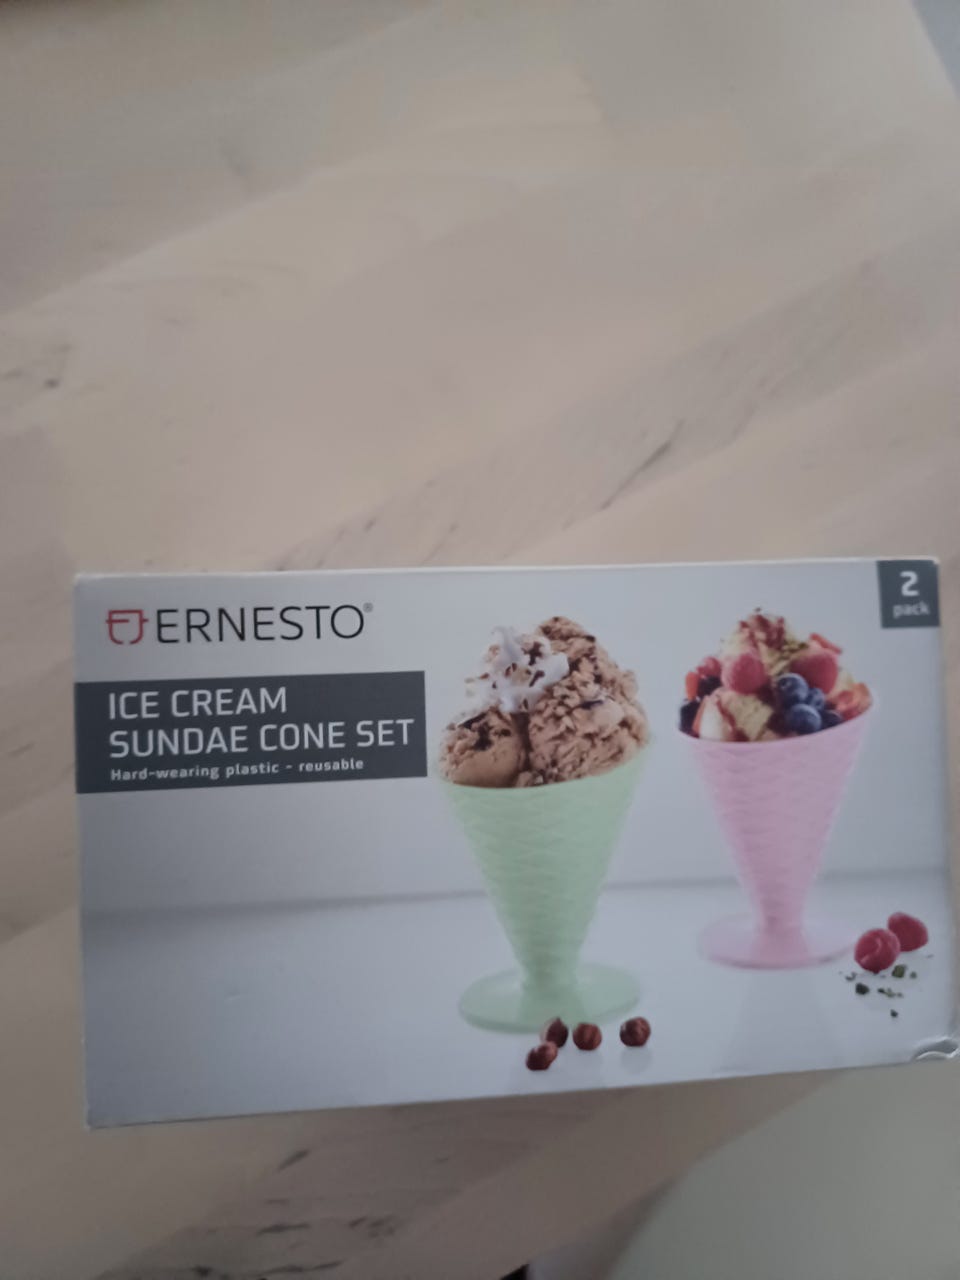 ERNESTO®
ICE CREAM
SUNDAE CONE SET
Hard-wearing plastic - reusable
2
pack